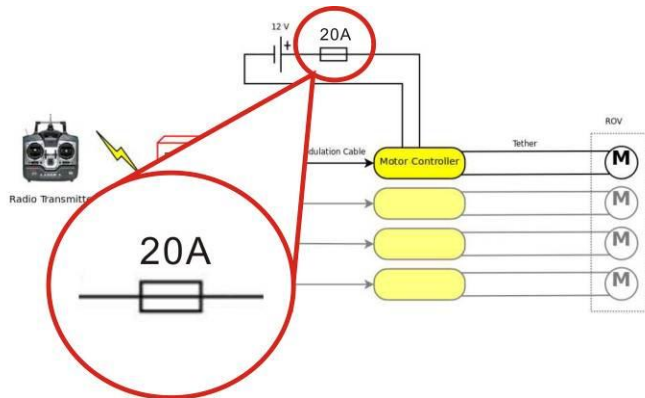 12 V
+
20A
ROV
Tether
dulation Cable
Motor Controller
M
Radio Transmitte
M
20A
M
M